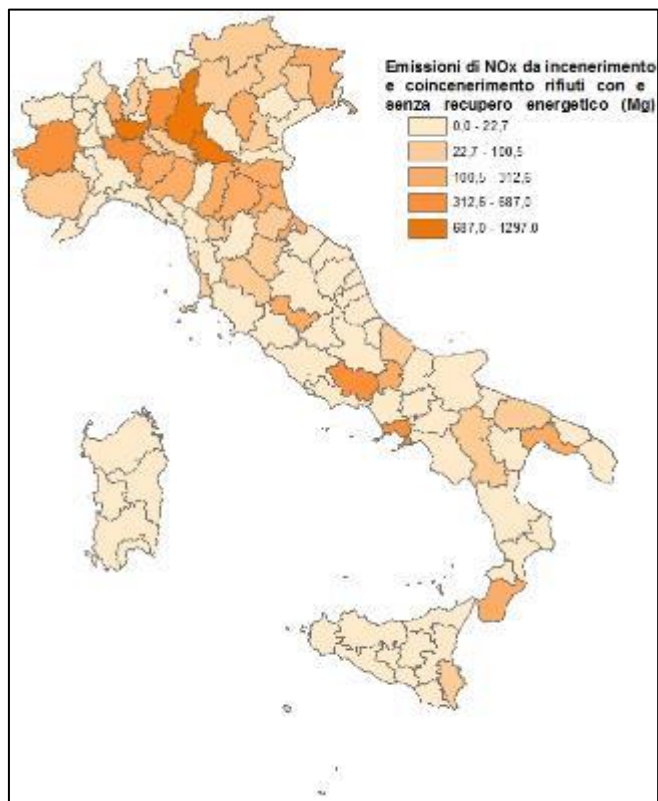 Emissioni di NOx da incenerimento
e coincenerimento rifiuti con e
senza recupero energetico (Mg)
0,0 - 22,7
22,7 - 100,5
100,5 - 312,6
312,6 - 687,0
687,0 - 1297,0